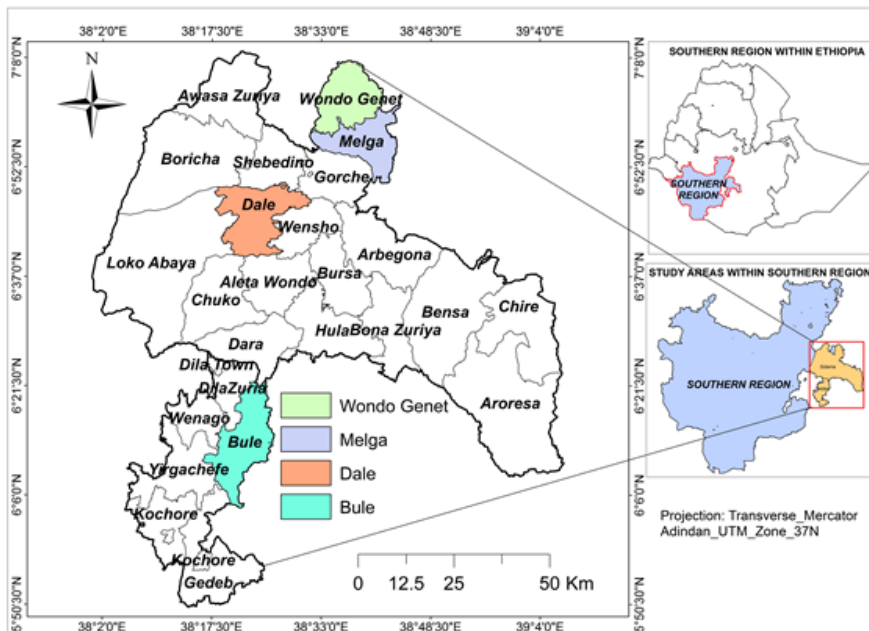 38°2'0"E
38°17'30"E
38°33'0"E
38°48'30"E
39°4'0"E
7°8'0"N
7°8'0"N
6°52'30"N
6°52'30"N
6°37'0"N
6°37'0"N
6°21'30"N
6°21'30"N
6°6'0"N
6°6'0"N
5°50'30"N
5°50'30"N
N
Awasa Zuriya
Wondo Genet
Melga
Boricha
Shebedino
Gorche
Dale
Wensho
Arbegona
Loko Abaya
Aleta Wondo
Bursa
Chuko
Bensa
Chire
Hula
Bona Zuriya
Dara
Dila Town
DilaZuria
Aroresa
Wenago
Bule
Yirgachefe
Kochore
Kochore
Gedeb
Wondo Genet
Melga
Dale
Bule
0
12.5
25
50 Km
38°2'0"E
38°17'30"E
38°33'0"E
38°48'30"E
39°4'0"E
SOUTHERN REGION WITHIN ETHIOPIA
SOUTHERN
REGION
STUDY AREAS WITHIN SOUTHERN REGION
SOUTHERN REGION
Projection: Transverse_Mercator
Adindan_UTM_Zone_37N